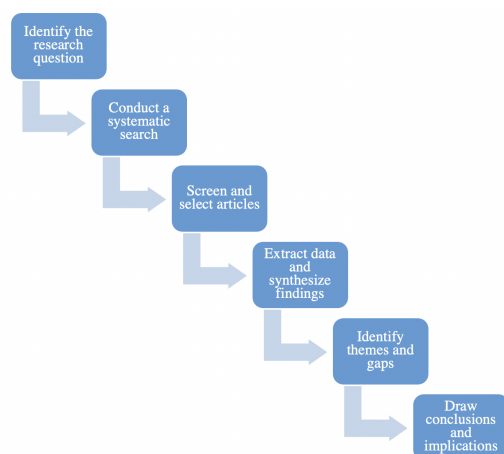 Identify the
research
question
Conduct a
systematic
search
Screen and
select articles
Extract data
and
synthesize
findings
Identify
themes and
gaps
Draw
conclusions
and
implications